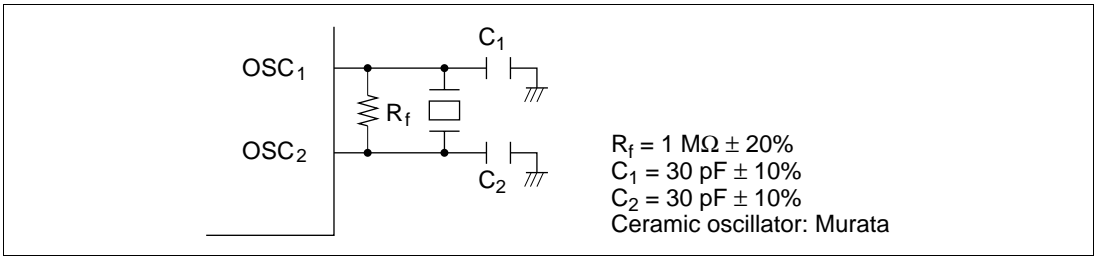 C1
OSC1
Rf
OSC2
C2
Rf = 1 MΩ ± 20%
C1 = 30 pF ± 10%
C2 = 30 pF ± 10%
Ceramic oscillator: Murata